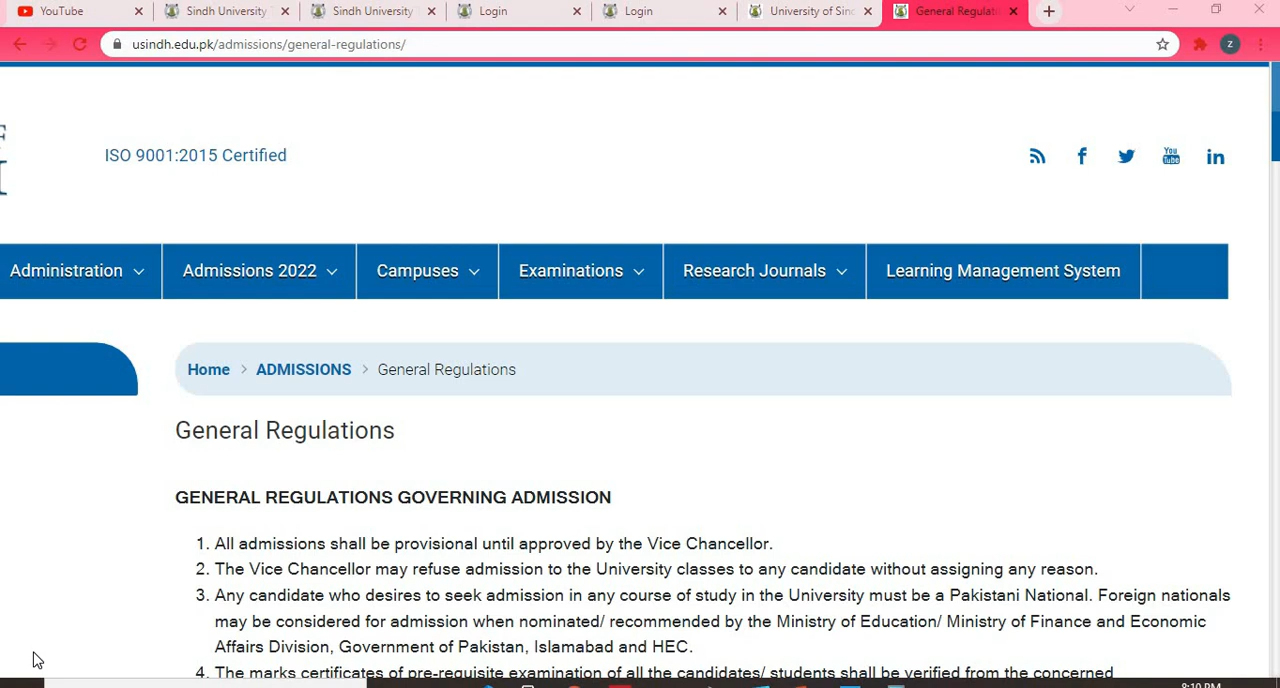 YouTube
Sindh University
Sindh University
Login
Login
University of Sind
General Regulati
usindh.edu.pk/admissions/general-regulations/
Z
ISO 9001:2015 Certified
You Tube
in
Administration
Admissions 2022
Campuses
Examinations
Research Journals
Learning Management System
Home > ADMISSIONS > General Regulations
General Regulations
GENERAL REGULATIONS GOVERNING ADMISSION
1. All admissions shall be provisional until approved by the Vice Chancellor.
2. The Vice Chancellor may refuse admission to the University classes to any candidate without assigning any reason.
3. Any candidate who desires to seek admission in any course of study in the University must be a Pakistani National. Foreign nationals
may be considered for admission when nominated/ recommended by the Ministry of Education/ Ministry of Finance and Economic
Affairs Division, Government of Pakistan, Islamabad and HEC.
4. The marks certificates of pre-requisite examination of all the candidates/ students shall be verified from the concerned
8:10 PM